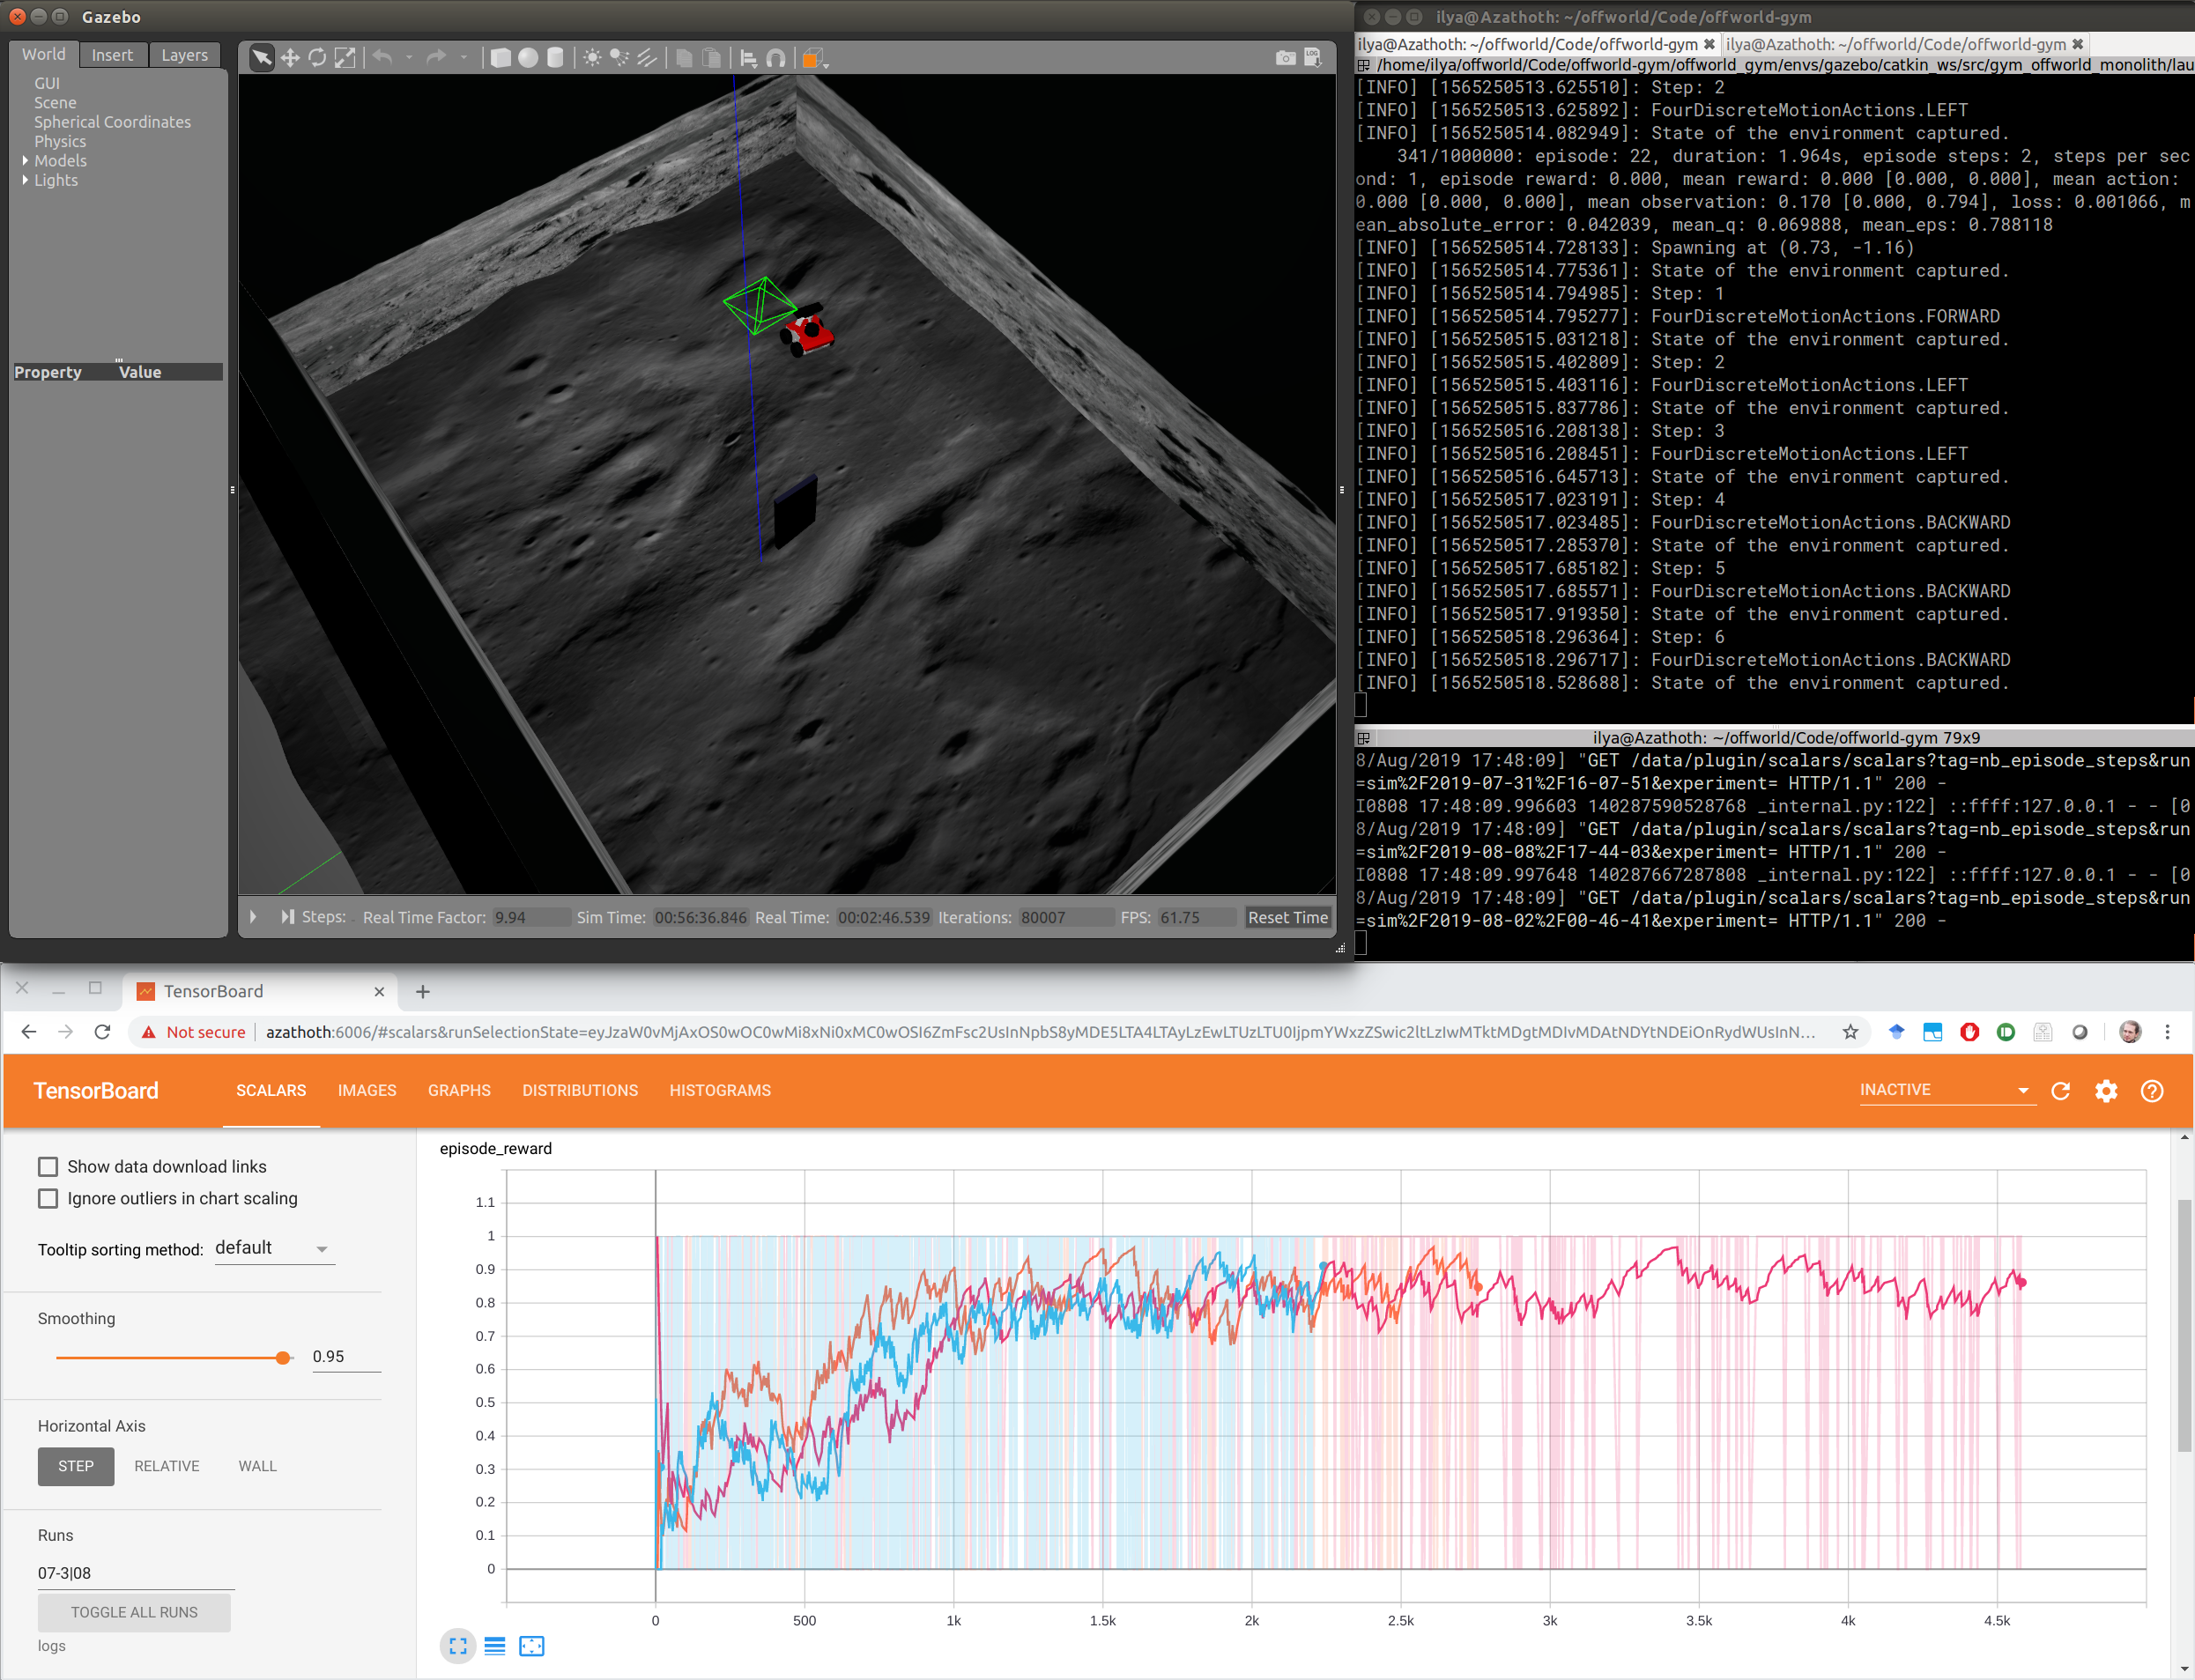 Gazebo
World Insert Layers
GUI
Scene
Spherical Coordinates
Physics
Models
Lights
Property Value
LOG
Steps: Real Time Factor: 9.94 Sim Time: 00:56:36.846 Real Time: 00:02:46.539 Iterations: 80007 FPS: 61.75 Reset Time
ilya@Azathoth: ~/offworld/Code/offworld-gym
ilya@Azathoth: ~/offworld/Code/offworld-gym ilya@Azathoth: ~/offworld/Code/offworld-gym
/home/ilya/offworld/Code/offworld-gym/offworld_gym/envs/gazebo/catkin_ws/src/gym_offworld_monolith/lau
[INFO] [1565250513.625510]: Step: 2
[INFO] [1565250513.625892]: FourDiscreteMotionActions.LEFT
[INFO] [1565250514.082949]: State of the environment captured.
341/1000000: episode: 22, duration: 1.964s, episode steps: 2, steps per sec
ond: 1, episode reward: 0.000, mean reward: 0.000 [0.000, 0.000], mean action:
0.000 [0.000, 0.000], mean observation: 0.170 [0.000, 0.794], loss: 0.001066, m
ean_absolute_error: 0.042039, mean_q: 0.069888, mean_eps: 0.788118
[INFO] [1565250514.728133]: Spawning at (0.73, -1.16)
[INFO] [1565250514.775361]: State of the environment captured.
[INFO] [1565250514.794985]: Step: 1
[INFO] [1565250514.795277]: FourDiscreteMotionActions.FORWARD
[INFO] [1565250515.031218]: State of the environment captured.
[INFO] [1565250515.402809]: Step: 2
[INFO] [1565250515.403116]: FourDiscreteMotionActions.LEFT
[INFO] [1565250515.837786]: State of the environment captured.
[INFO] [1565250516.208138]: Step: 3
[INFO] [1565250516.208451]: FourDiscreteMotionActions.LEFT
[INFO] [1565250516.645713]: State of the environment captured.
[INFO] [1565250517.023191]: Step: 4
[INFO] [1565250517.023485]: FourDiscreteMotionActions.BACKWARD
[INFO] [1565250517.285370]: State of the environment captured.
[INFO] [1565250517.685182]: Step: 5
[INFO] [1565250517.685571]: FourDiscreteMotionActions.BACKWARD
[INFO] [1565250517.919350]: State of the environment captured.
[INFO] [1565250518.296364]: Step: 6
[INFO] [1565250518.296717]: FourDiscreteMotionActions.BACKWARD
[INFO] [1565250518.528688]: State of the environment captured.
ilya@Azathoth: ~/offworld/Code/offworld-gym 79x9
8/Aug/2019 17:48:09] "GET /data/plugin/scalars/scalars?tag=nb_episode_steps&run
=sim%2F2019-07-31%2F16-07-51&experiment= HTTP/1.1" 200 -
I0808 17:48:09.996603 140287590528768 _internal.py:122] ::ffff:127.0.0.1 - - [0
8/Aug/2019 17:48:09] "GET /data/plugin/scalars/scalars?tag=nb_episode_steps&run
=sim%2F2019-08-08%2F17-44-03&experiment= HTTP/1.1" 200 -
I0808 17:48:09.997648 140287667287808 _internal.py:122] ::ffff:127.0.0.1 - - [0
8/Aug/2019 17:48:09] "GET /data/plugin/scalars/scalars?tag=nb_episode_steps&run
=sim%2F2019-08-02%2F00-46-41&experiment= HTTP/1.1" 200 -
TensorBoard
Not secure azathoth:6006/#scalars&runSelectionState=eyJzaW0vMjAxOS0wOC0wMi8xNi0xMC0wOSI6ZmFsc2UsInNpbS8yMDE5LTA4LTAyLzEwLTUzLTU0IjpmYWxzZSwic2ltLzIwMTktMDgtMDIvMDAtNDYtNDEiOnRydWUsInN...
TensorBoard SCALARS IMAGES GRAPHS DISTRIBUTIONS HISTOGRAMS INACTIVE
Show data download links
Ignore outliers in chart scaling
Tooltip sorting method: default
Smoothing
0.95
Horizontal Axis
STEP RELATIVE WALL
Runs
07-3|08
TOGGLE ALL RUNS
logs
episode_reward
1.1
1
0.9
0.8
0.7
0.6
0.5
0.4
0.3
0.2
0.1
0
0 500 1k 1.5k 2k 2.5k 3k 3.5k 4k 4.5k